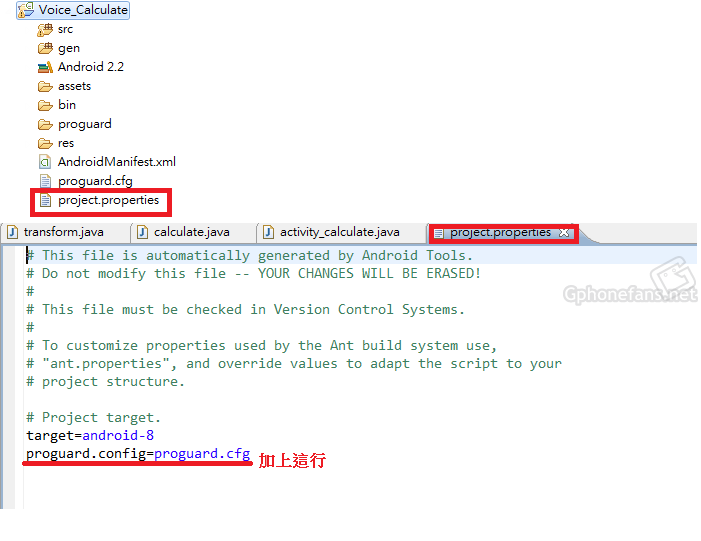 Voice_Calculate
src
gen
Android 2.2
assets
bin
proguard
res
AndroidManifest.xml
proguard.cfg
project.properties
transform.java
calculate.java
activity_calculate.java
project.properties
# This file is automatically generated by Android Tools.
# Do not modify this file -- YOUR CHANGES WILL BE ERASED!
#
# This file must be checked in Version Control Systems.
#
# To customize properties used by the Ant build system use,
# "ant.properties", and override values to adapt the script to your
# project structure.
# Project target.
target=android-8
proguard.config=proguard.cfg 加上這行
Gphonefans.net